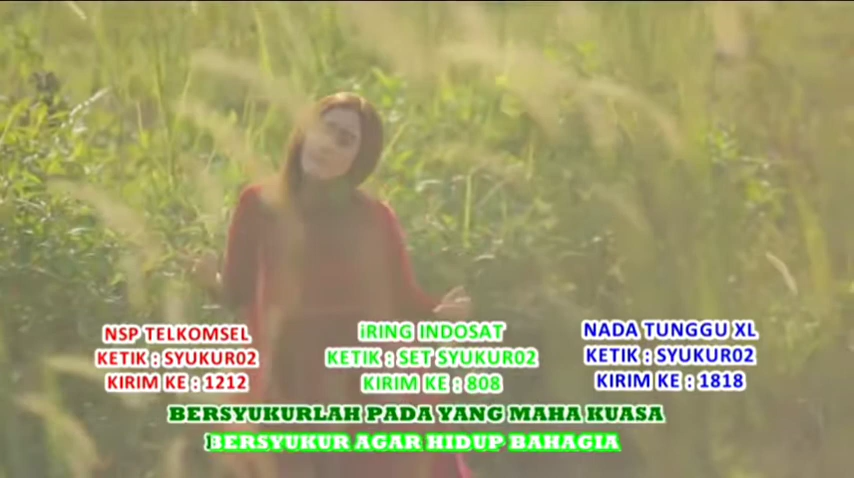 NSP TELKOMSEL
KETIK : SYUKUR02
KIRIM KE : 1212
iRING INDOSAT
KETIK : SET SYUKUR02
KIRIM KE : 808
NADA TUNGGU XL
KETIK : SYUKUR02
KIRIM KE : 1818
BERSYUKURLAH PADA YANG MAHA KUASA
BERSYUKUR AGAR HIDUP BAHAGIA